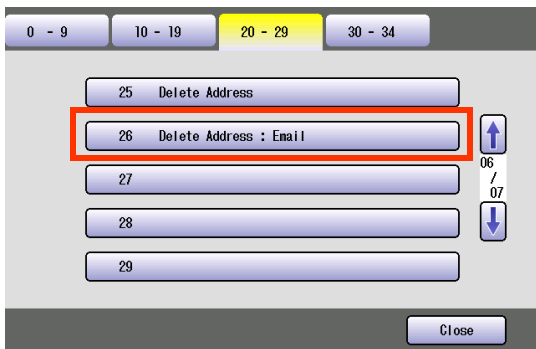 0 - 9 10 - 19 20 - 29 30 - 34
25 Delete Address
26 Delete Address : Email
06
/
07
27
28
29
Close